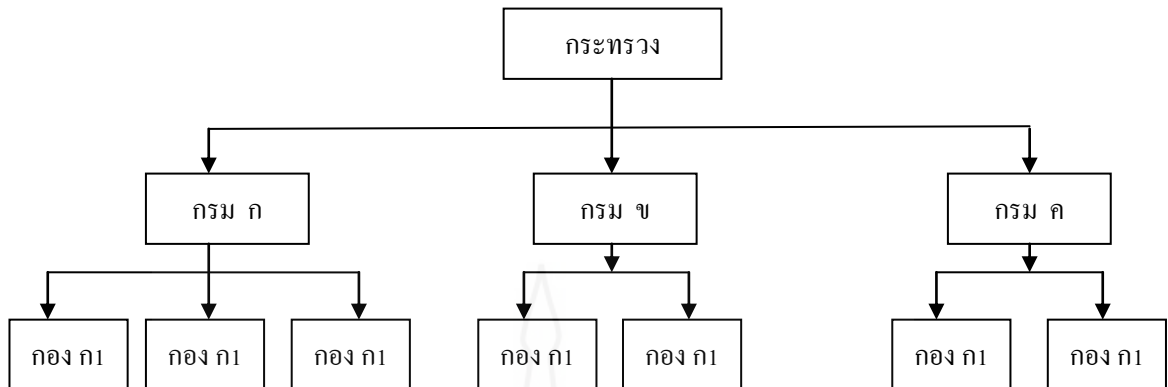 กระทรวง
กรม ก กรม ข กรม ค
กอง ก1 กอง ก1 กอง ก1 กอง ก1 กอง ก1 กอง ก1 กอง ก1